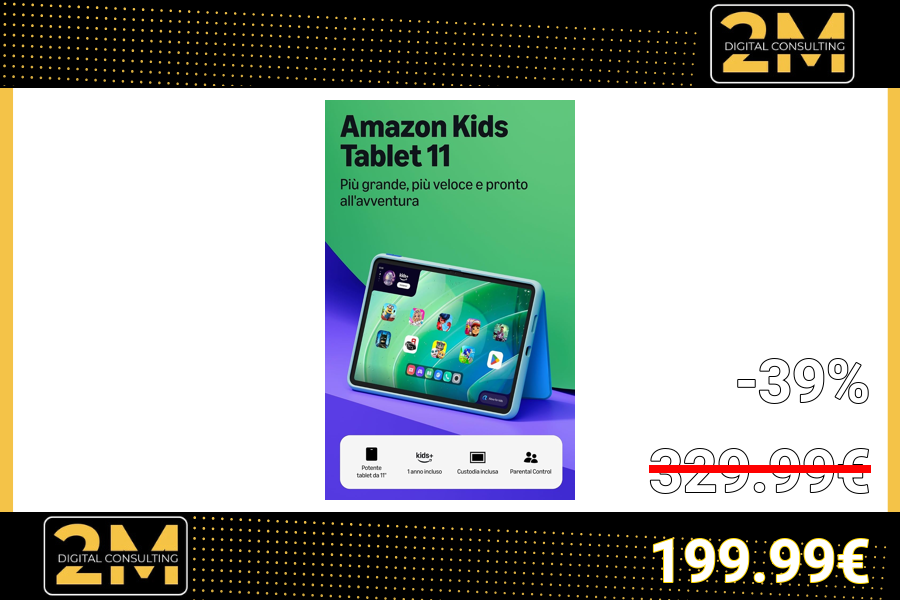 2M
DIGITAL CONSULTING
Amazon Kids
Tablet 11
Più grande, più veloce e pronto
all'avventura
kids+
-39%
329.99€
Potente
tablet da 11"
kids+
1 anno incluso
Custodia inclusa
Parental Control
2M
DIGITAL CONSULTING
199.99€